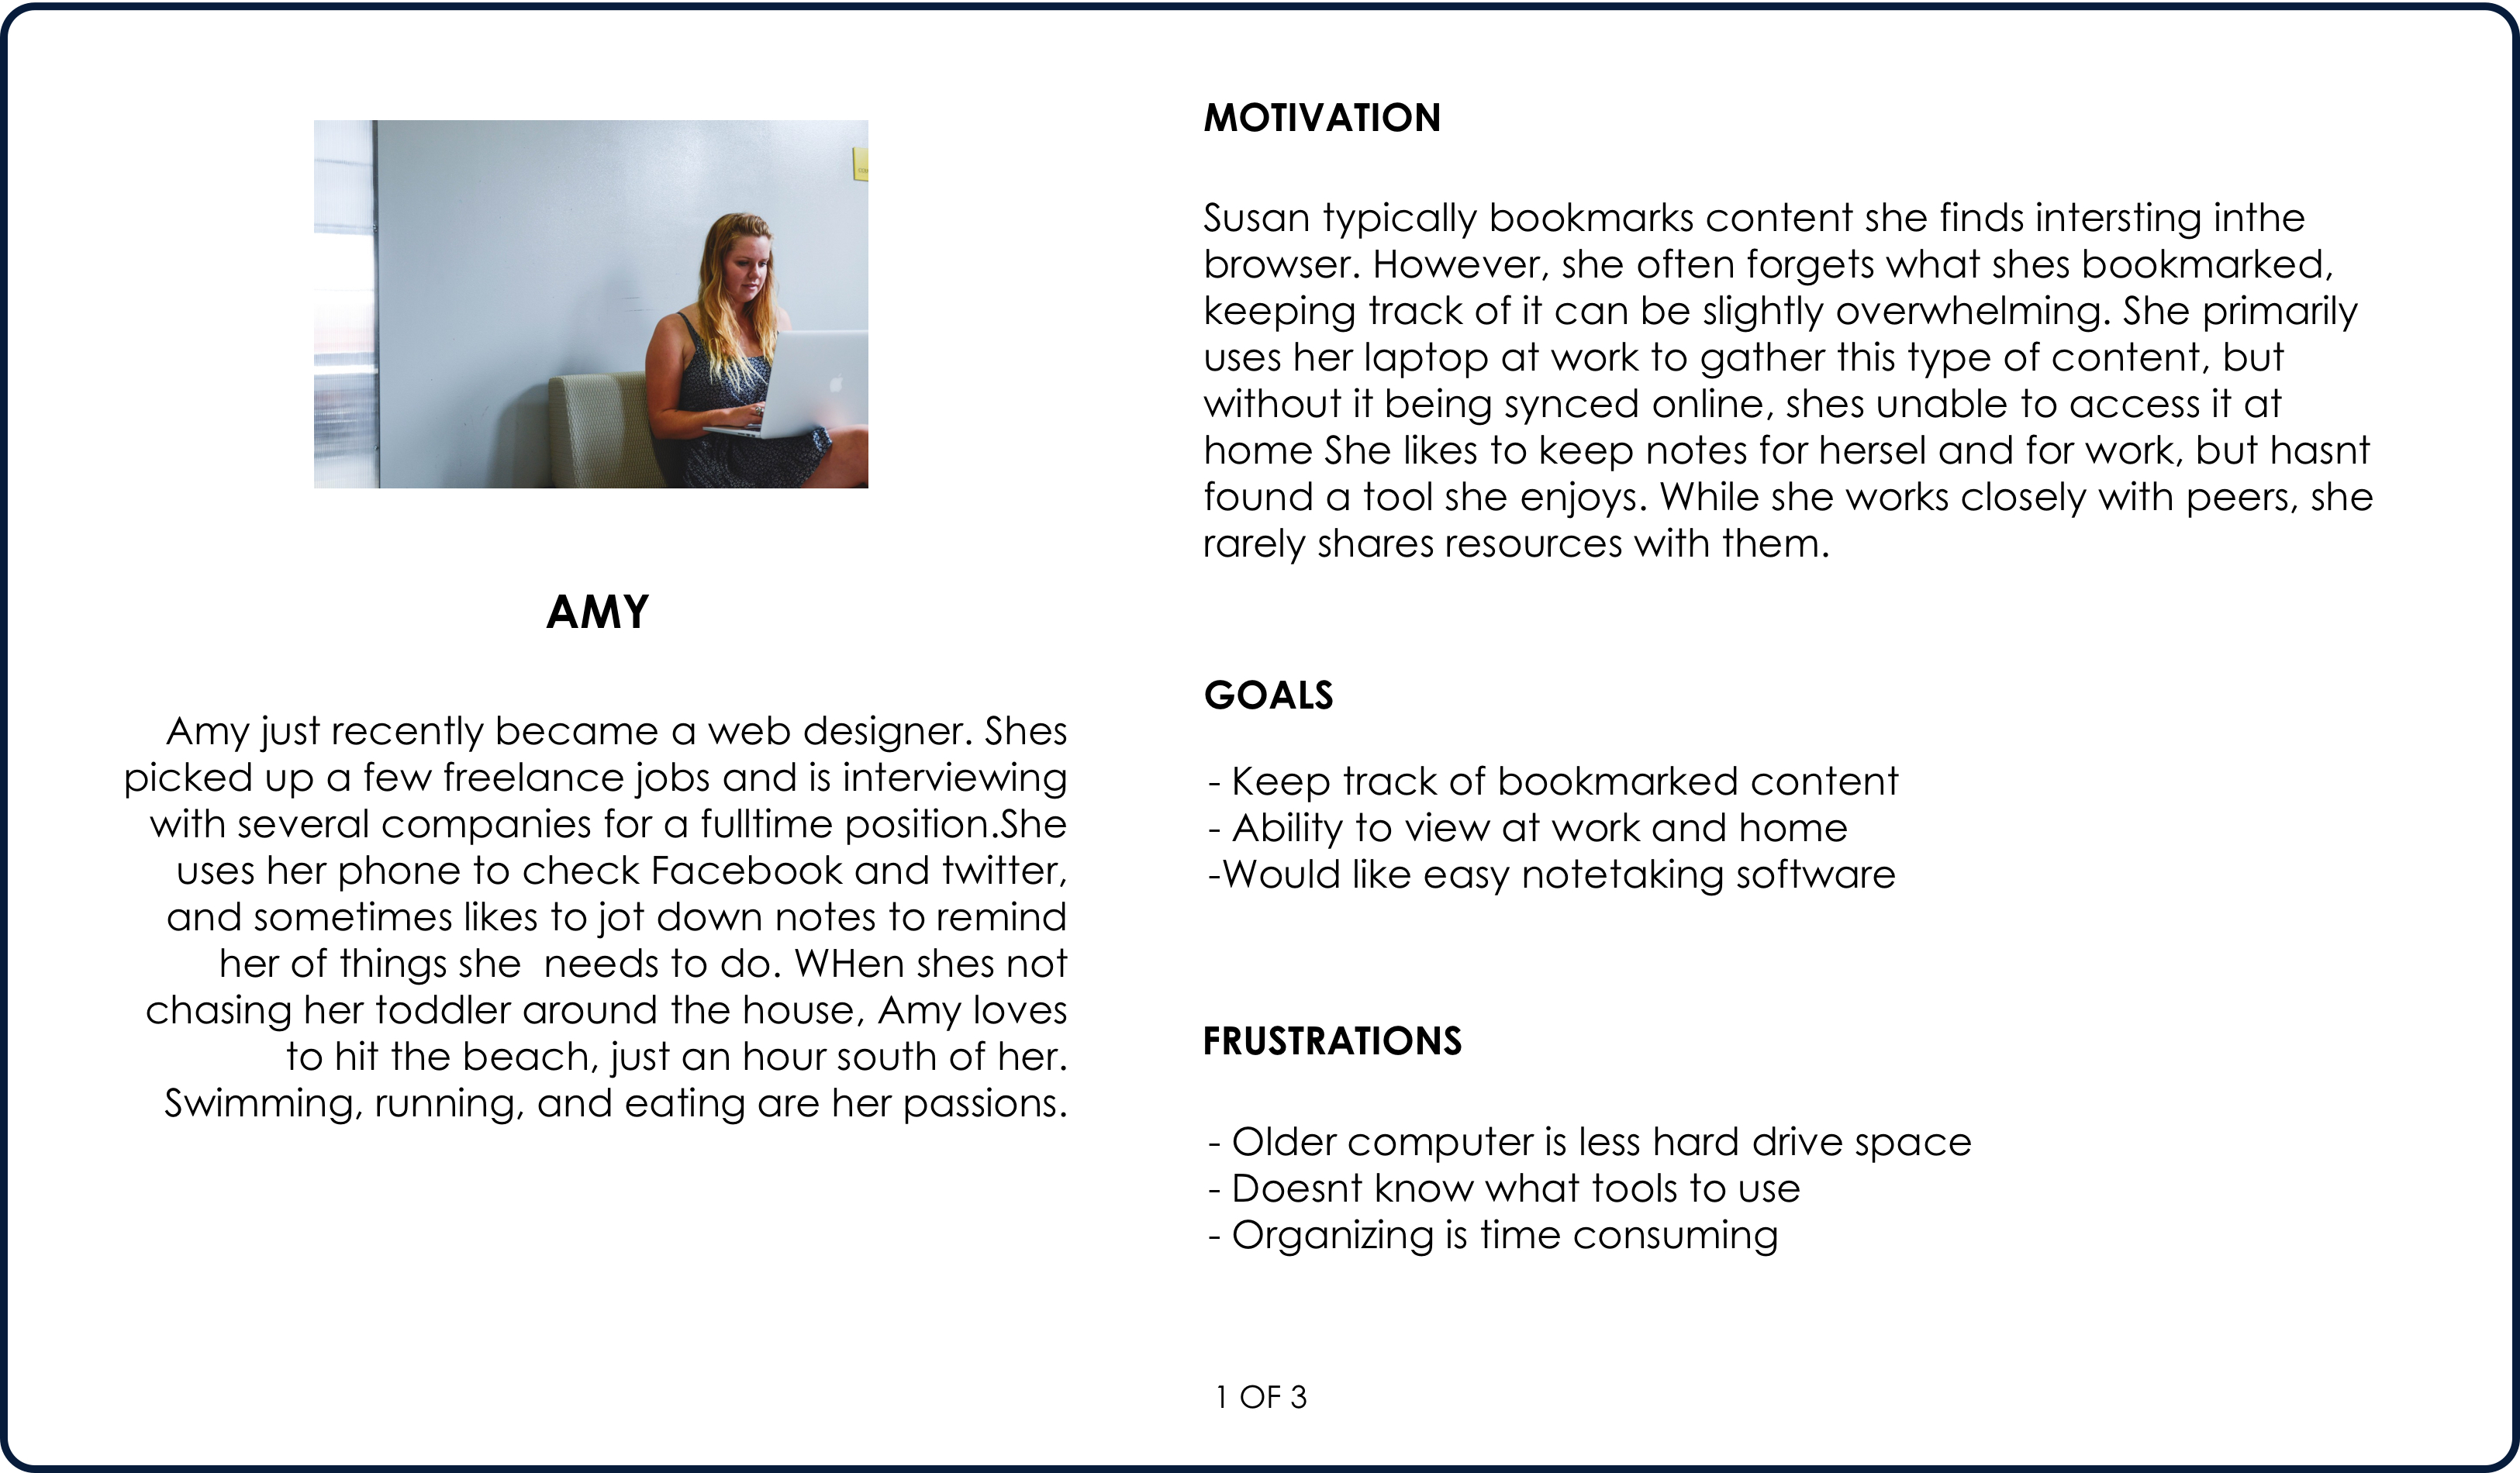 AMY
Amy just recently became a web designer. Shes
picked up a few freelance jobs and is interviewing
with several companies for a fulltime position.She
uses her phone to check Facebook and twitter,
and sometimes likes to jot down notes to remind
her of things she  needs to do. WHen shes not
chasing her toddler around the house, Amy loves
to hit the beach, just an hour south of her.
Swimming, running, and eating are her passions.
MOTIVATION
Susan typically bookmarks content she finds intersting inthe
browser. However, she often forgets what shes bookmarked,
keeping track of it can be slightly overwhelming. She primarily
uses her laptop at work to gather this type of content, but
without it being synced online, shes unable to access it at
home She likes to keep notes for hersel and for work, but hasnt
found a tool she enjoys. While she works closely with peers, she
rarely shares resources with them.
GOALS
- Keep track of bookmarked content
- Ability to view at work and home
-Would like easy notetaking software
FRUSTRATIONS
- Older computer is less hard drive space
- Doesnt know what tools to use
- Organizing is time consuming
1 OF 3